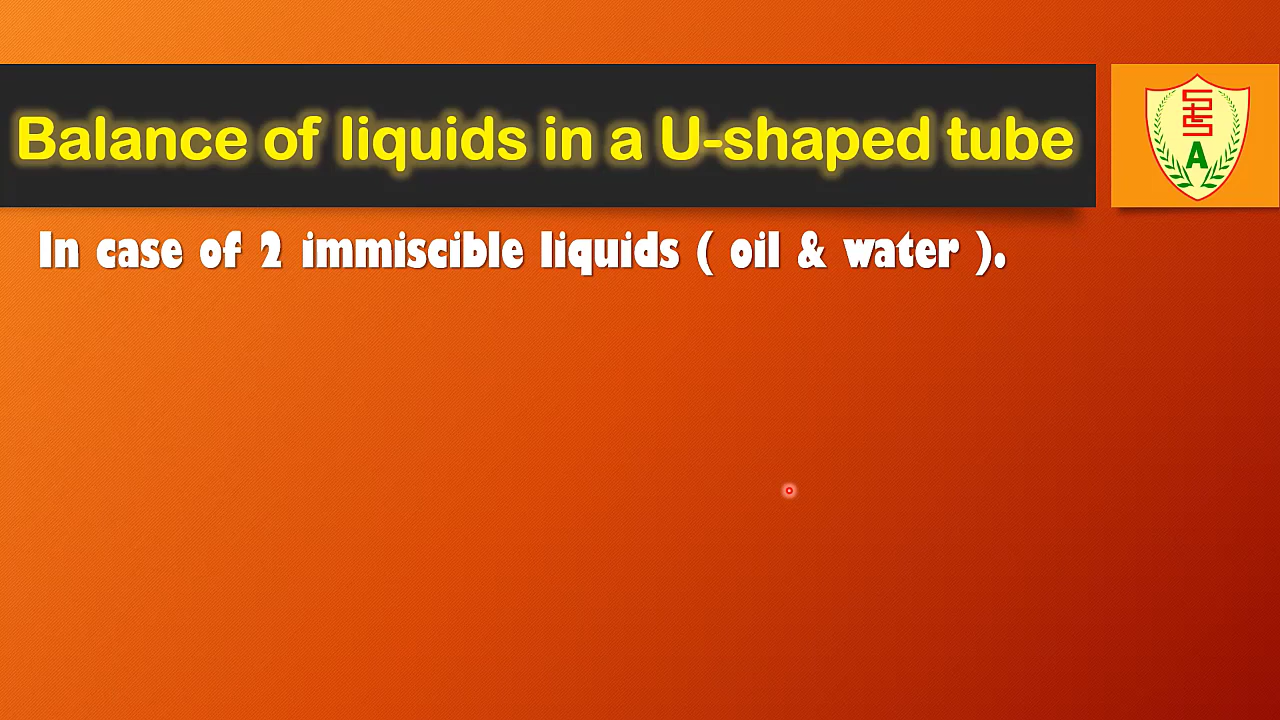 Balance of liquids in a U-shaped tube
A
In case of 2 immiscible liquids ( oil & water ).